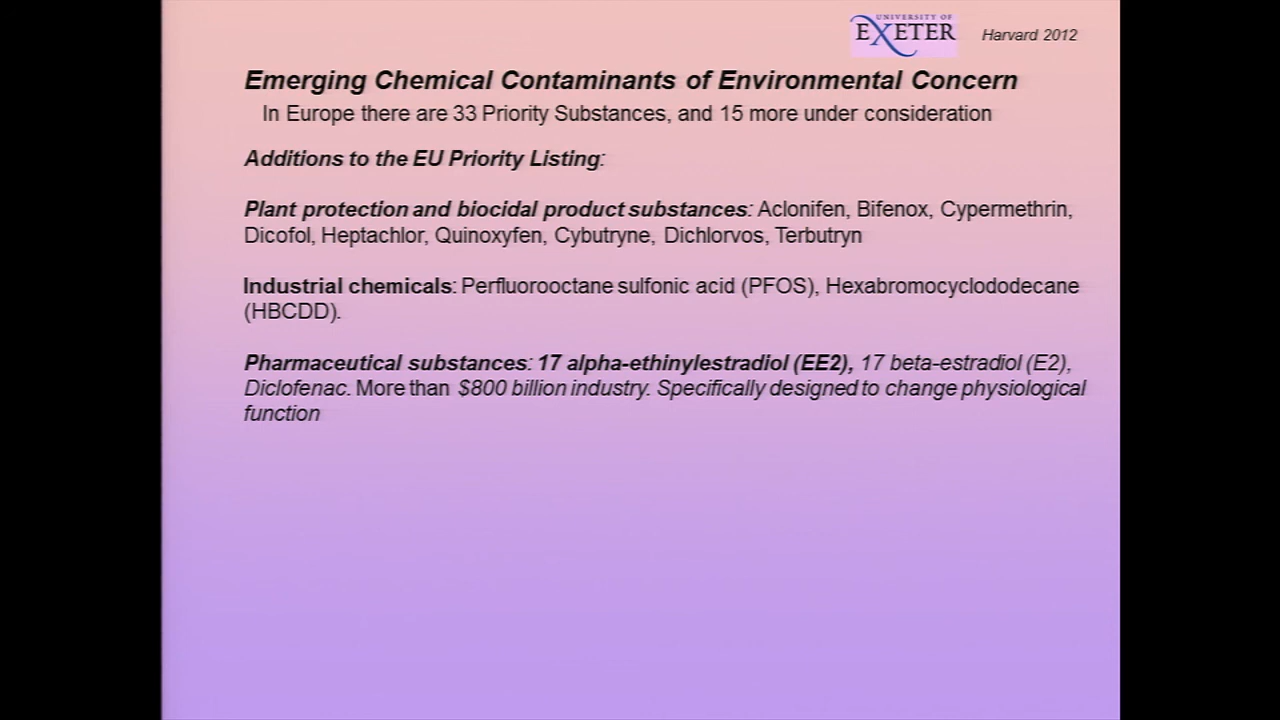 UNIVERSITY OF
EXETER
Harvard 2012
Emerging Chemical Contaminants of Environmental Concern
In Europe there are 33 Priority Substances, and 15 more under consideration
Additions to the EU Priority Listing:
Plant protection and biocidal product substances: Aclonifen, Bifenox, Cypermethrin,
Dicofol, Heptachlor, Quinoxyfen, Cybutryne, Dichlorvos, Terbutryn
Industrial chemicals: Perfluorooctane sulfonic acid (PFOS), Hexabromocyclododecane
(HBCDD).
Pharmaceutical substances: 17 alpha-ethinylestradiol (EE2), 17 beta-estradiol (E2),
Diclofenac. More than $800 billion industry. Specifically designed to change physiological
function